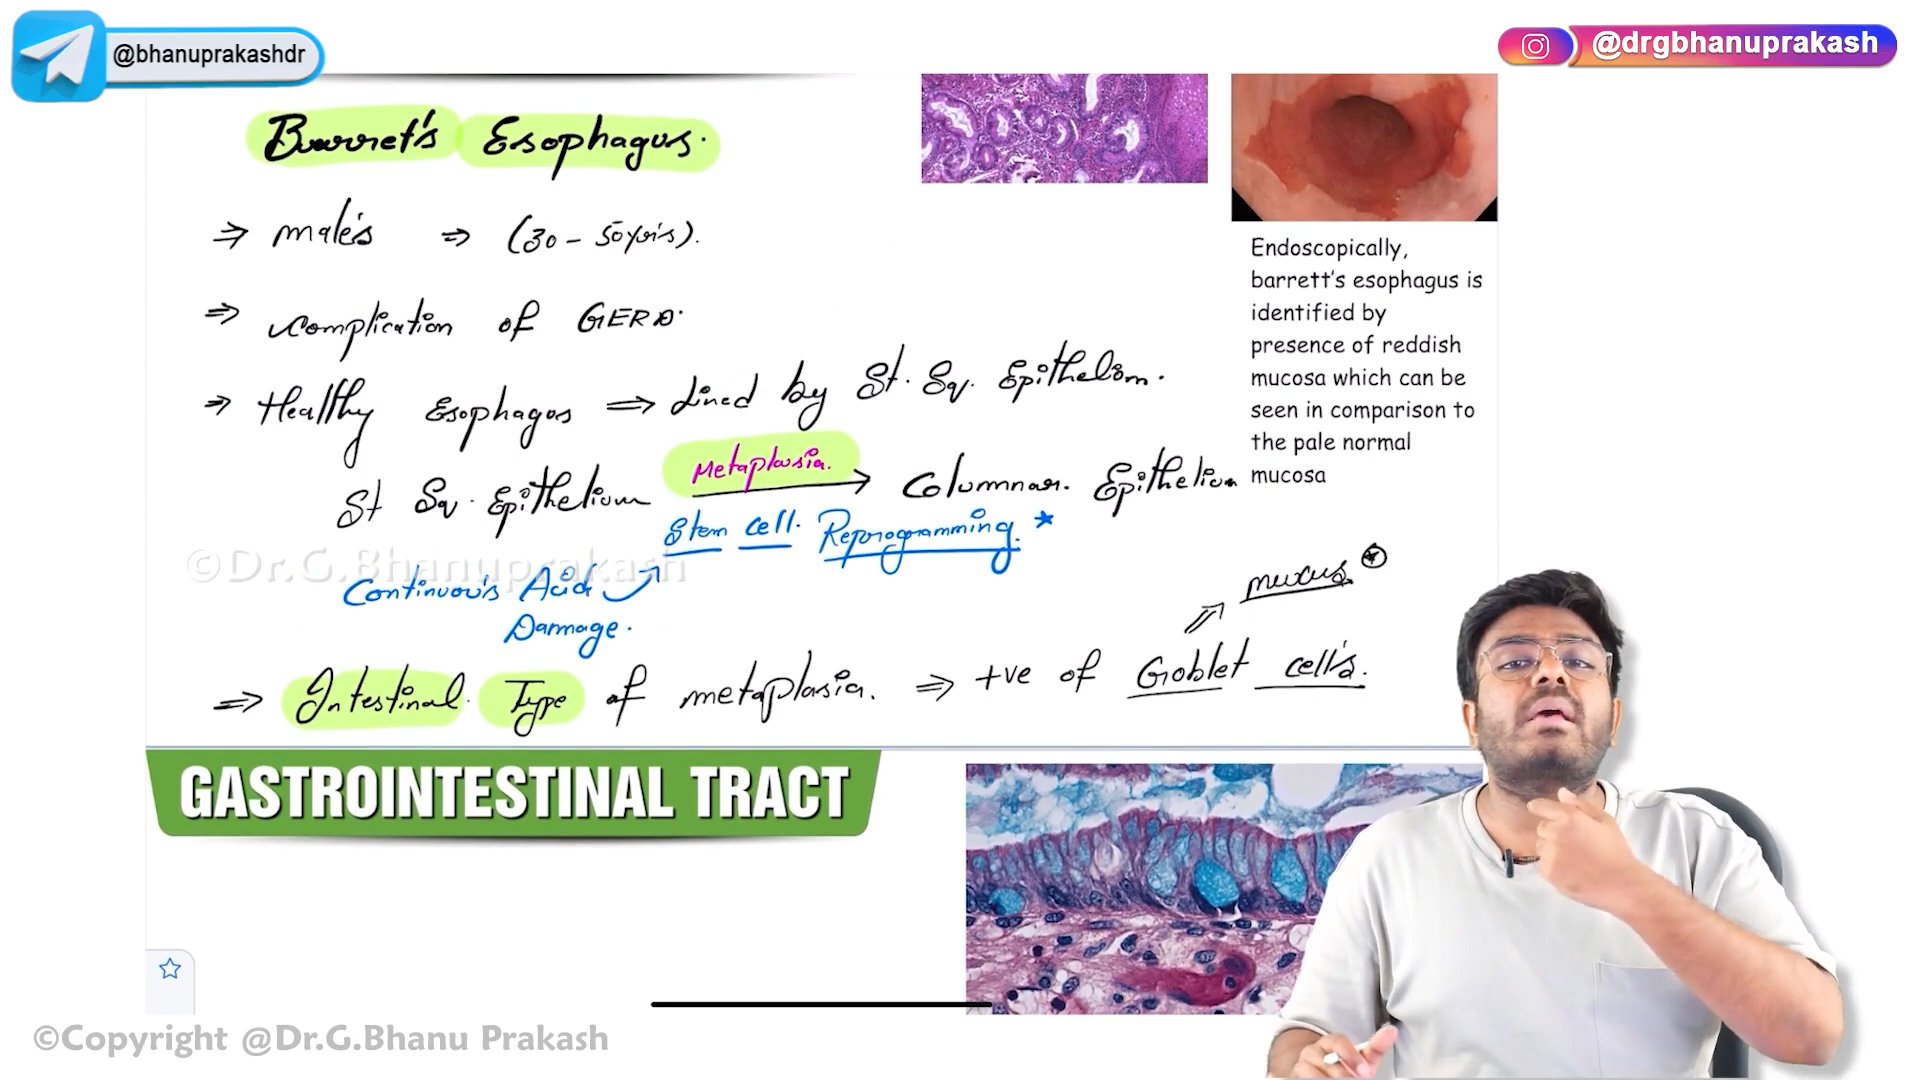 @bhanuprakashdr
@drgbhanuprakash
Barret's Esophagus.
⇒ males ⇒ (30 - 50yrs).
⇒ Complication of GERD.
⇒ Healthy Esophagus ⇒ Lined by St. Sq. Epithelium.
St Sq. Epithelium Metaplasia. → Columnar. Epithelium
Stem cell. Reprogramming. *
Continuous Acid
Damage.
mucus
⇒ Intestinal Type of metaplasia. ⇒ +ve of Goblet cells.
Endoscopically,
barrett's esophagus is
identified by
presence of reddish
mucosa which can be
seen in comparison to
the pale normal
mucosa
©Dr.G.Bhanuprakash
GASTROINTESTINAL TRACT
©Copyright @Dr.G.Bhanu Prakash